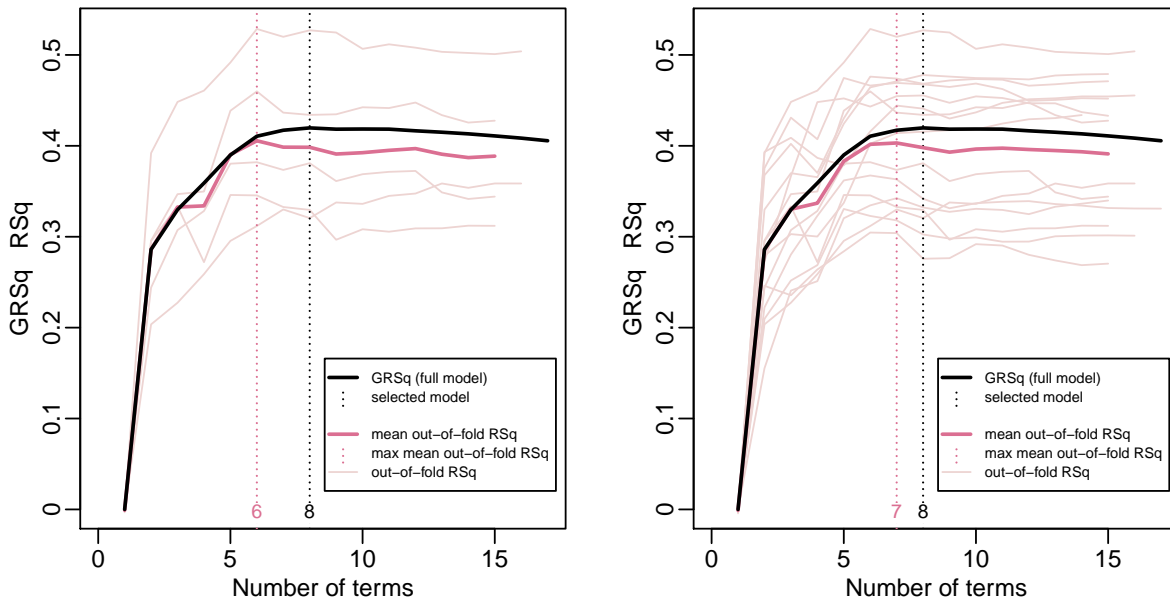 GRSq RSq
0
0.1
0.2
0.3
0.4
0.5
GRSq (full model)
selected model
mean out−of−fold RSq
max mean out−of−fold RSq
out−of−fold RSq
6
8
0
5
10
15
Number of terms
GRSq RSq
0
0.1
0.2
0.3
0.4
0.5
GRSq (full model)
selected model
mean out−of−fold RSq
max mean out−of−fold RSq
out−of−fold RSq
7
8
0
5
10
15
Number of terms